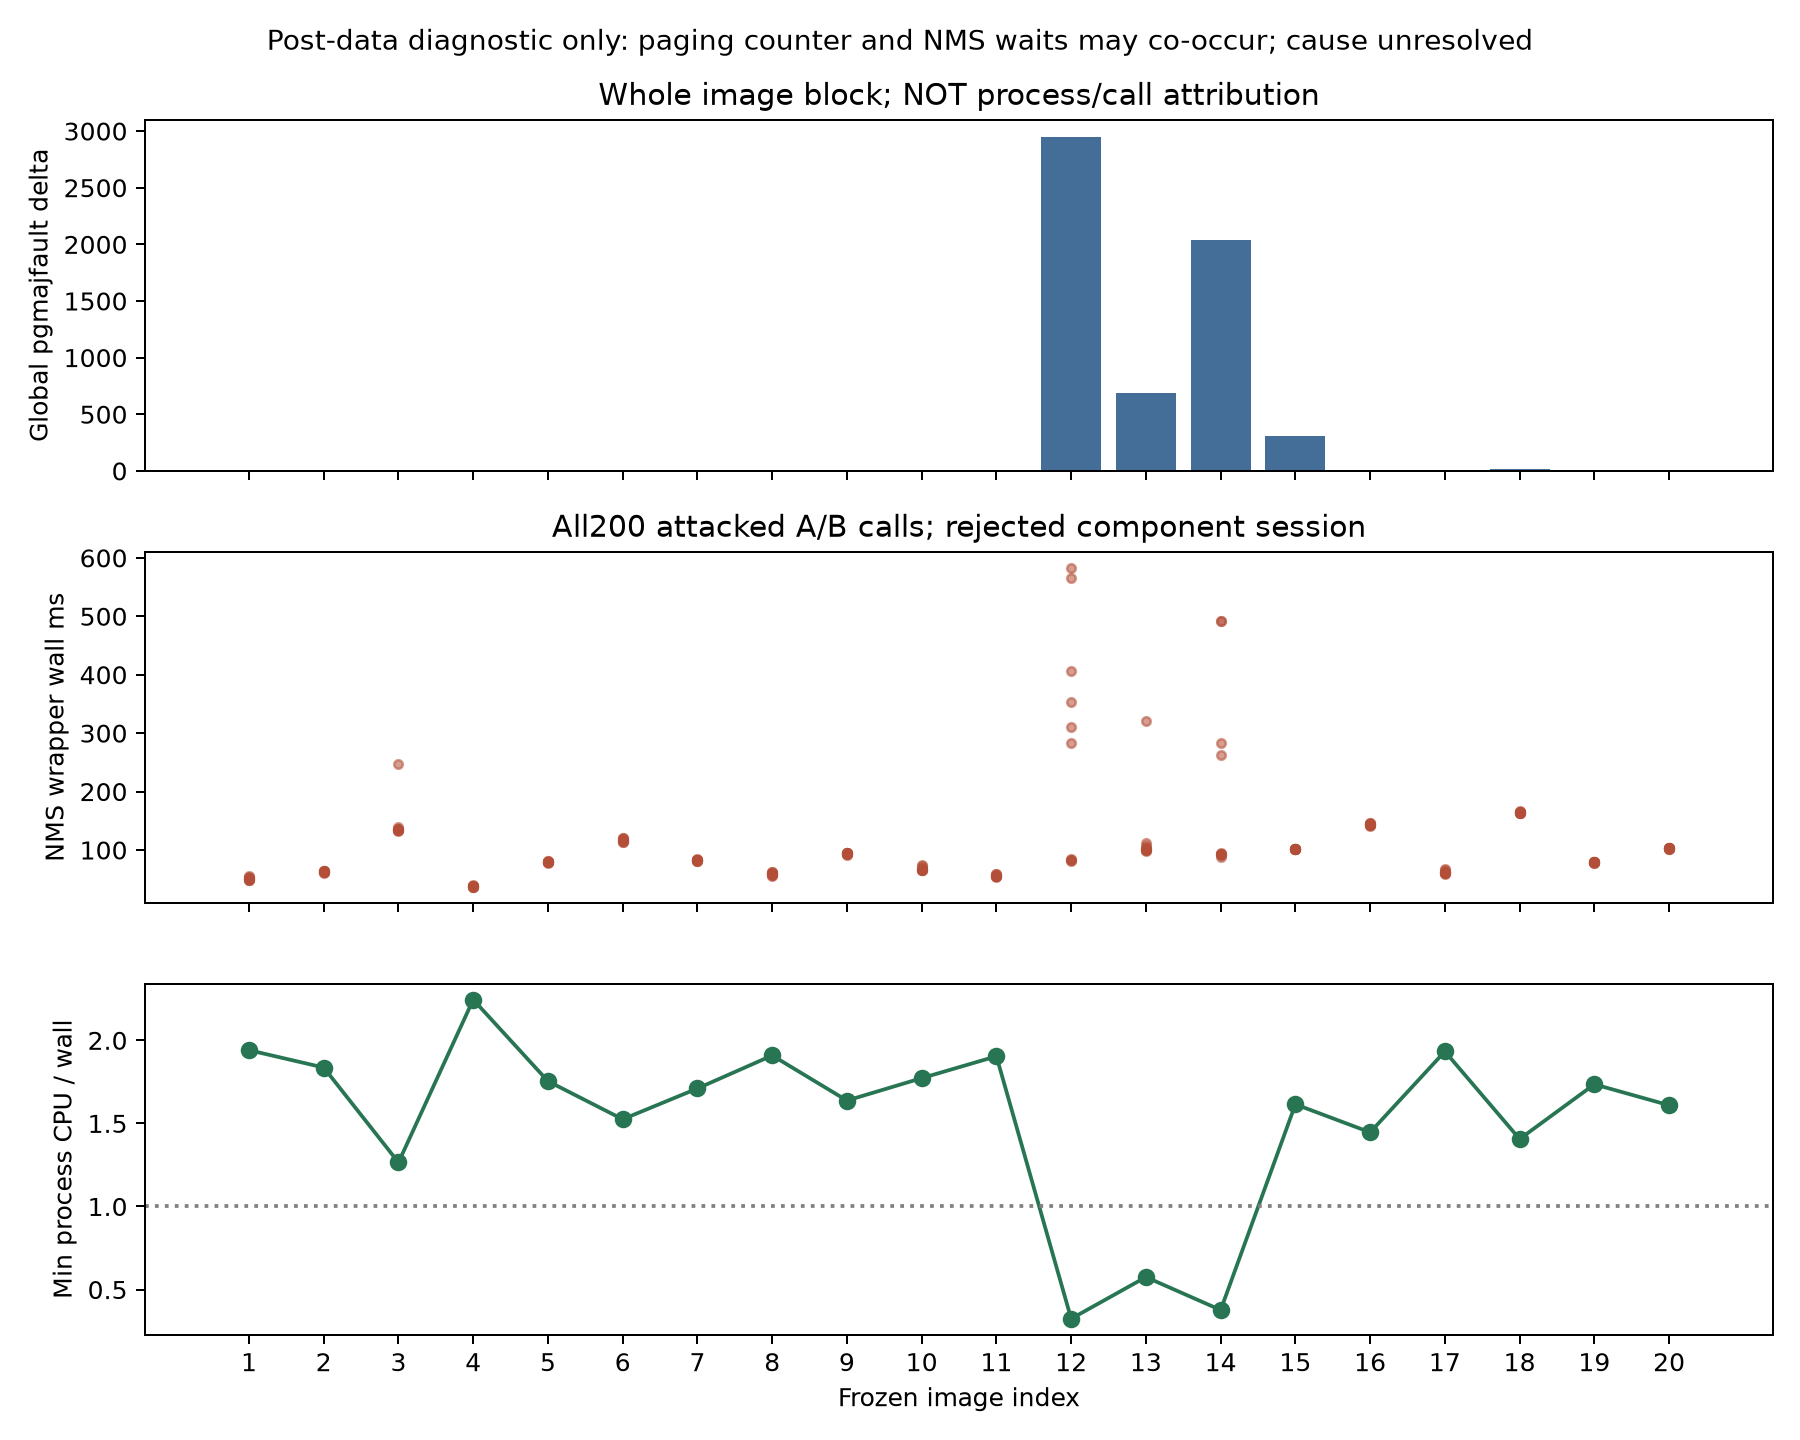 Post-data diagnostic only: paging counter and NMS waits may co-occur; cause unresolved
Whole image block; NOT process/call attribution
Global pgmajfault delta
3000
2500
2000
1500
1000
500
0
All200 attacked A/B calls; rejected component session
NMS wrapper wall ms
600
500
400
300
200
100
Min process CPU / wall
2.0
1.5
1.0
0.5
1 2 3 4 5 6 7 8 9 10 11 12 13 14 15 16 17 18 19 20
Frozen image index